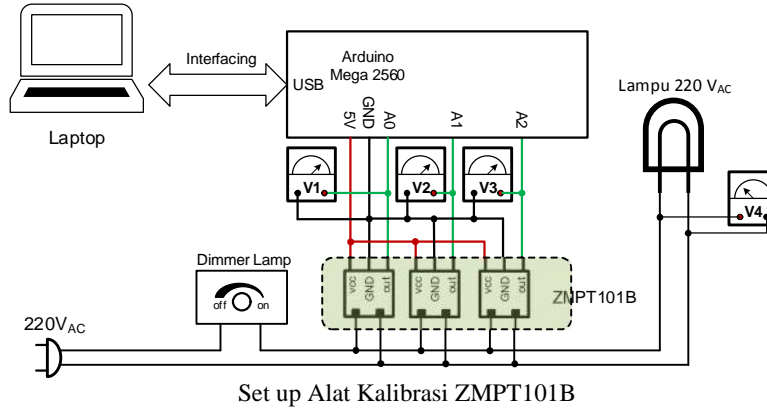 Interfacing
Arduino
Mega 2560
USB
5V
GND
A0
A1
A2
Laptop
Lampu 220 VAC
V1
V2
V3
V4
Dimmer Lamp
off
on
vcc
GND
out
vcc
GND
out
vcc
GND
out
ZMPT101B
220VAC
Set up Alat Kalibrasi ZMPT101B